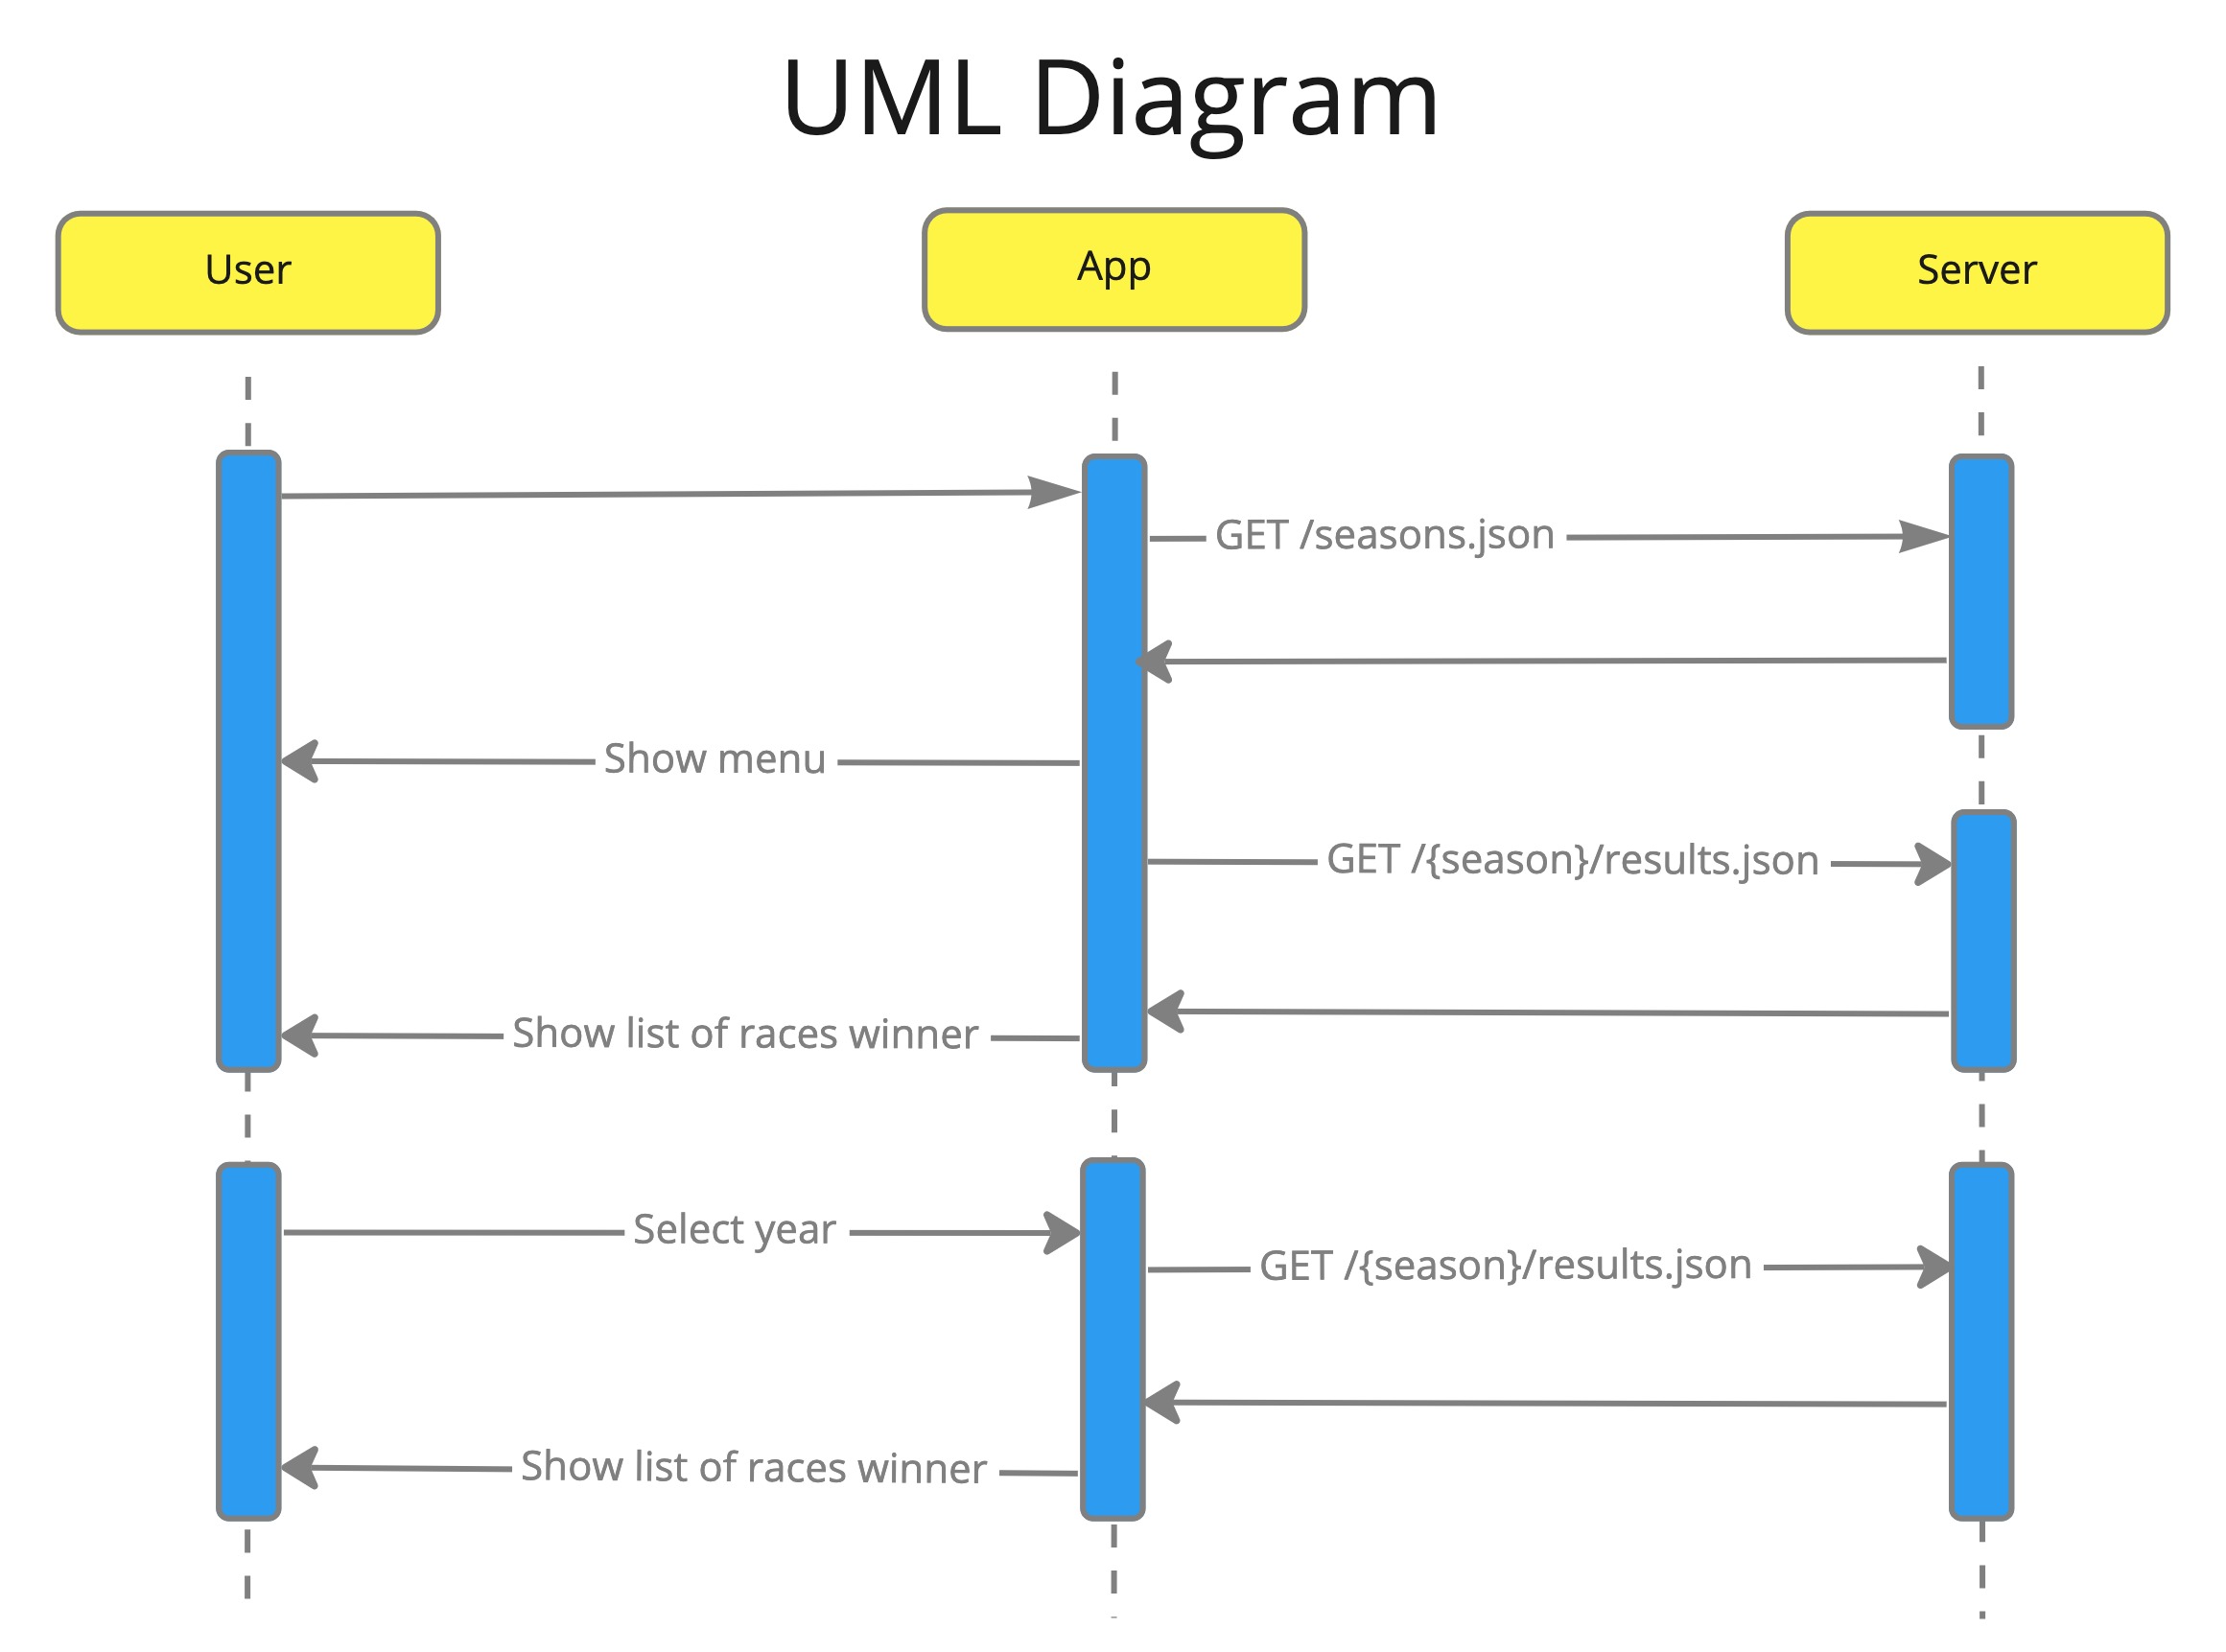 UML Diagram
User
App
Server
GET /seasons.json
Show menu
GET /{season}/results.json
Show list of races winner
Select year
GET /{season}/results.json
Show list of races winner